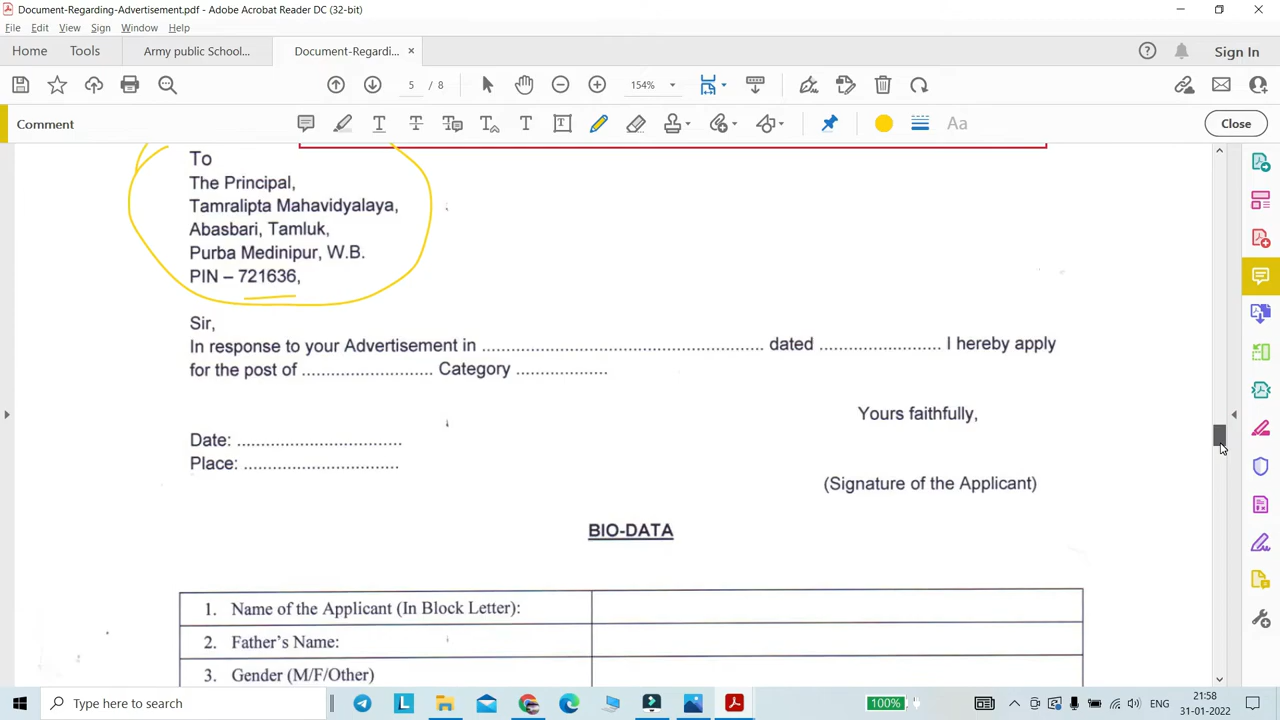 Document-Regarding-Advertisement.pdf - Adobe Acrobat Reader DC (32-bit)
File Edit View Sign Window Help
Home Tools Army public School... Document-Regardi... ×
Sign In
5 / 8
154%
Comment
Close
To
The Principal,
Tamralipta Mahavidyalaya,
Abasbari, Tamluk,
Purba Medinipur, W.B.
PIN – 721636,
Sir,
In response to your Advertisement in .................................................... dated ...................... I hereby apply
for the post of ........................ Category .................
Yours faithfully,
Date: ...............................
Place: .............................
(Signature of the Applicant)
BIO-DATA
1. Name of the Applicant (In Block Letter):
2. Father's Name:
3. Gender (M/F/Other)
Type here to search
100%
ENG
21:58
31-01-2022